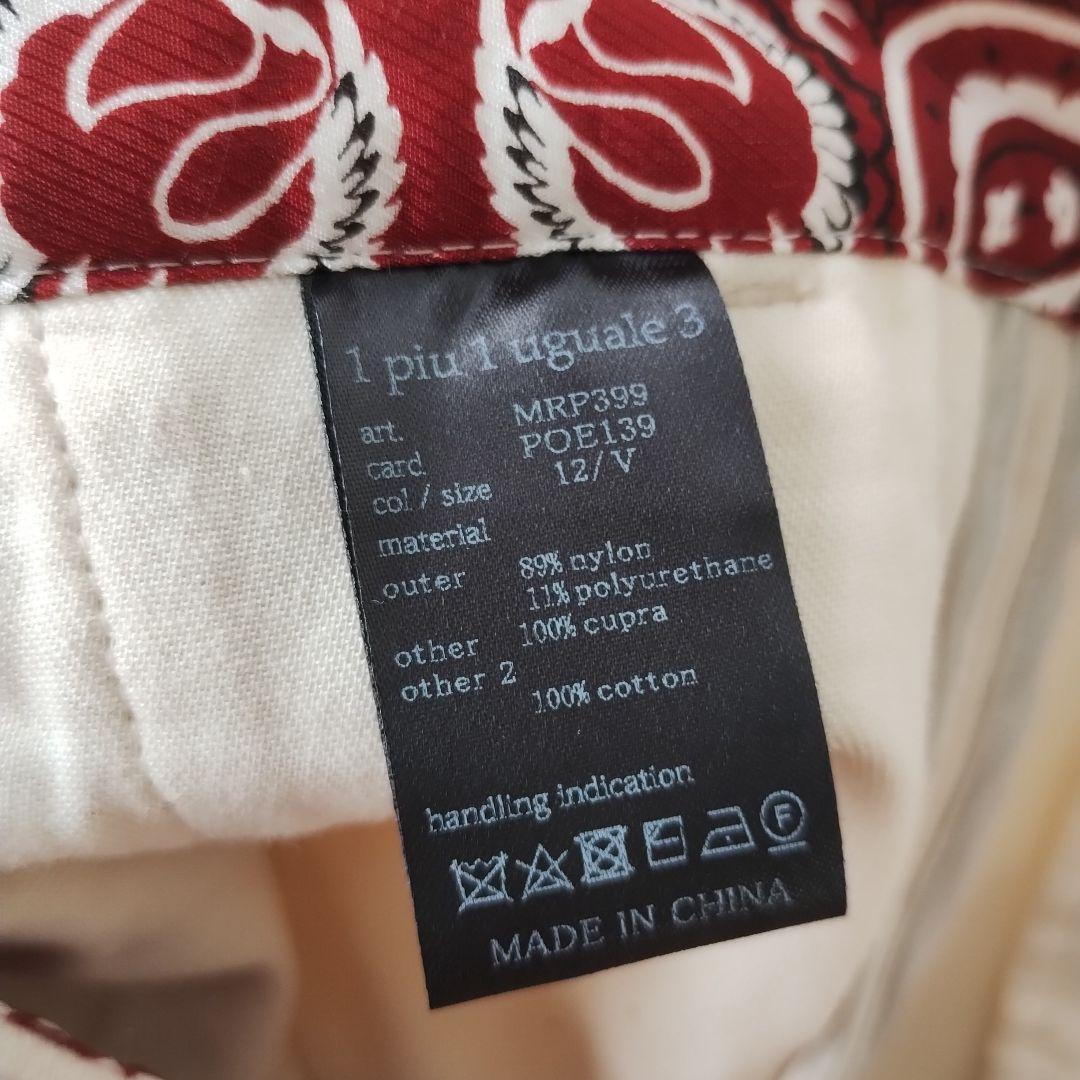 1 piu 1 uguale 3
art. MRP399
card POE139
col / size 12/V
material
outer 89% nylon
11% polyurethane
other 100% cupra
other 2 100% cotton
handling indication
F
MADE IN CHINA